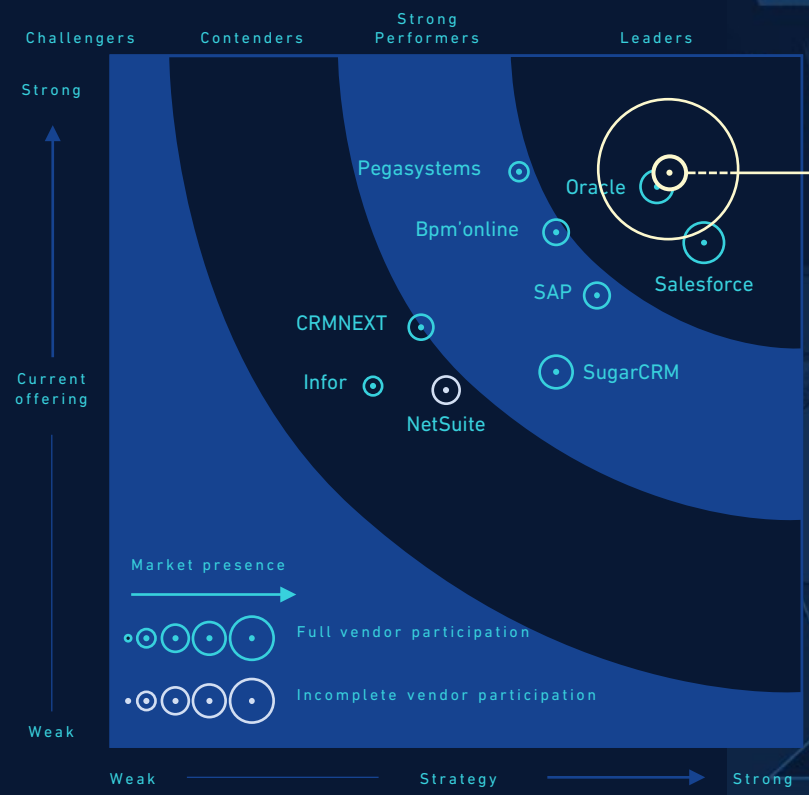 Challengers
Contenders
Strong
Performers
Leaders
Strong
Pegasystems
Oracle
Bpm'online
Salesforce
SAP
CRMNEXT
Current
offering
Infor
SugarCRM
NetSuite
Market presence
Full vendor participation
Incomplete vendor participation
Weak
Weak
Strategy
Strong